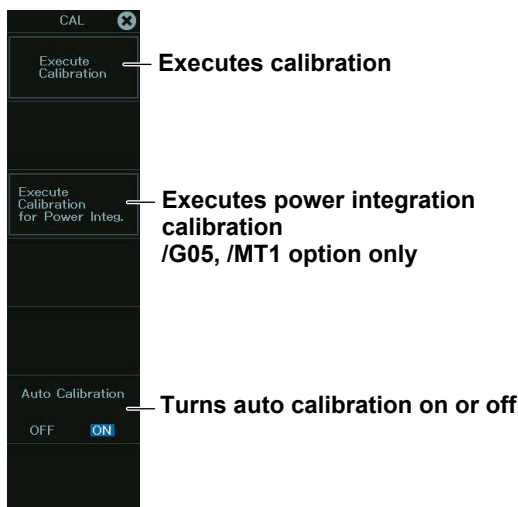 CAL
Execute
Calibration
Executes calibration
Execute
Calibration
for Power Integ.
Executes power integration
calibration
/G05, /MT1 option only
Auto Calibration
OFF ON
Turns auto calibration on or off